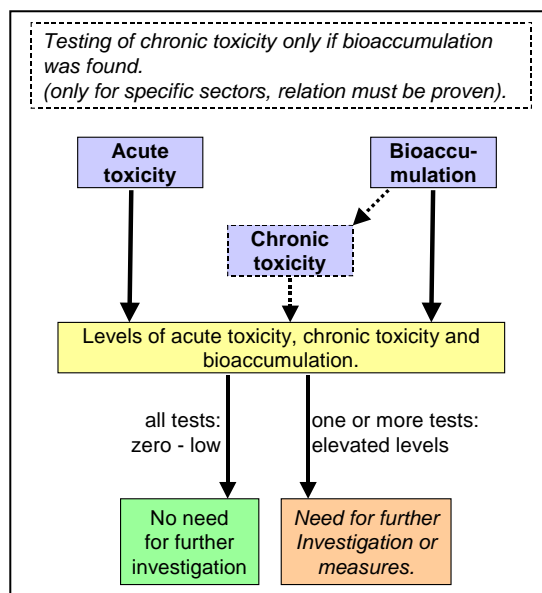 Testing of chronic toxicity only if bioaccumulation
was found.
(only for specific sectors, relation must be proven).
Acute
toxicity
Bioaccu-
mulation
Chronic
toxicity
Levels of acute toxicity, chronic toxicity and
bioaccumulation.
all tests:
zero - low
one or more tests:
elevated levels
No need
for further
investigation
Need for further
Investigation or
measures.